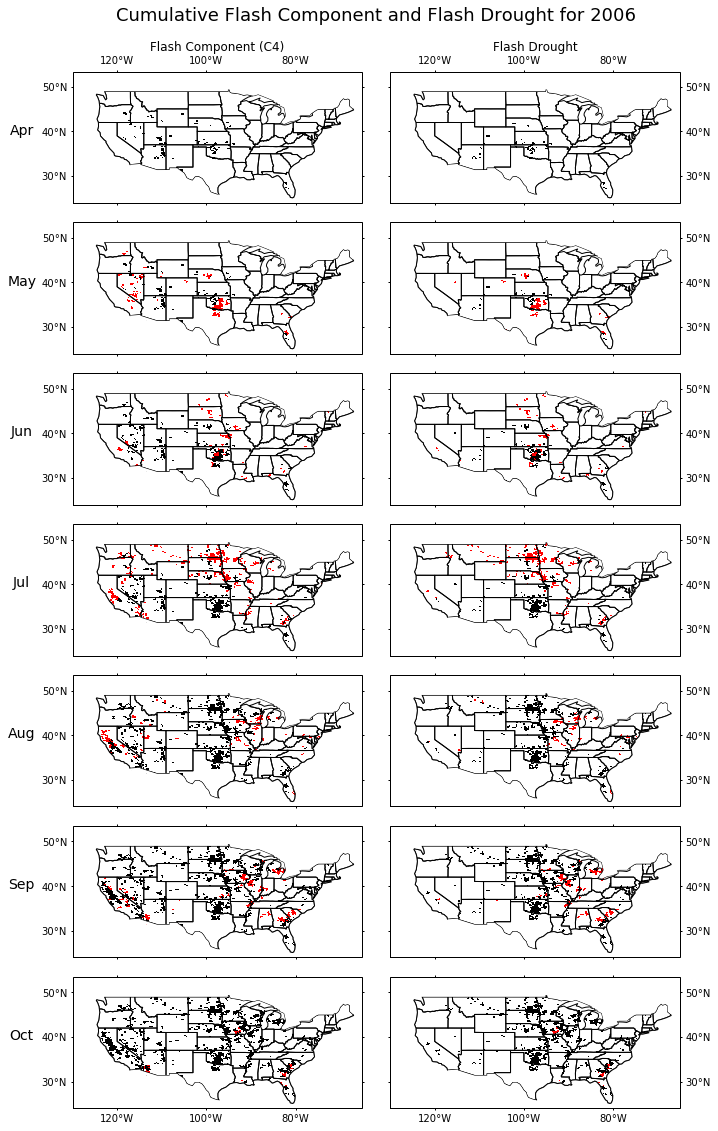 Cumulative Flash Component and Flash Drought for 2006
Flash Component (C4) Flash Drought
120°W 100°W 80°W 120°W 100°W 80°W
50°N 50°N
Apr 40°N 40°N
30°N 30°N
50°N 50°N
May 40°N 40°N
30°N 30°N
50°N 50°N
Jun 40°N 40°N
30°N 30°N
50°N 50°N
Jul 40°N 40°N
30°N 30°N
50°N 50°N
Aug 40°N 40°N
30°N 30°N
50°N 50°N
Sep 40°N 40°N
30°N 30°N
50°N 50°N
Oct 40°N 40°N
30°N 30°N
120°W 100°W 80°W 120°W 100°W 80°W